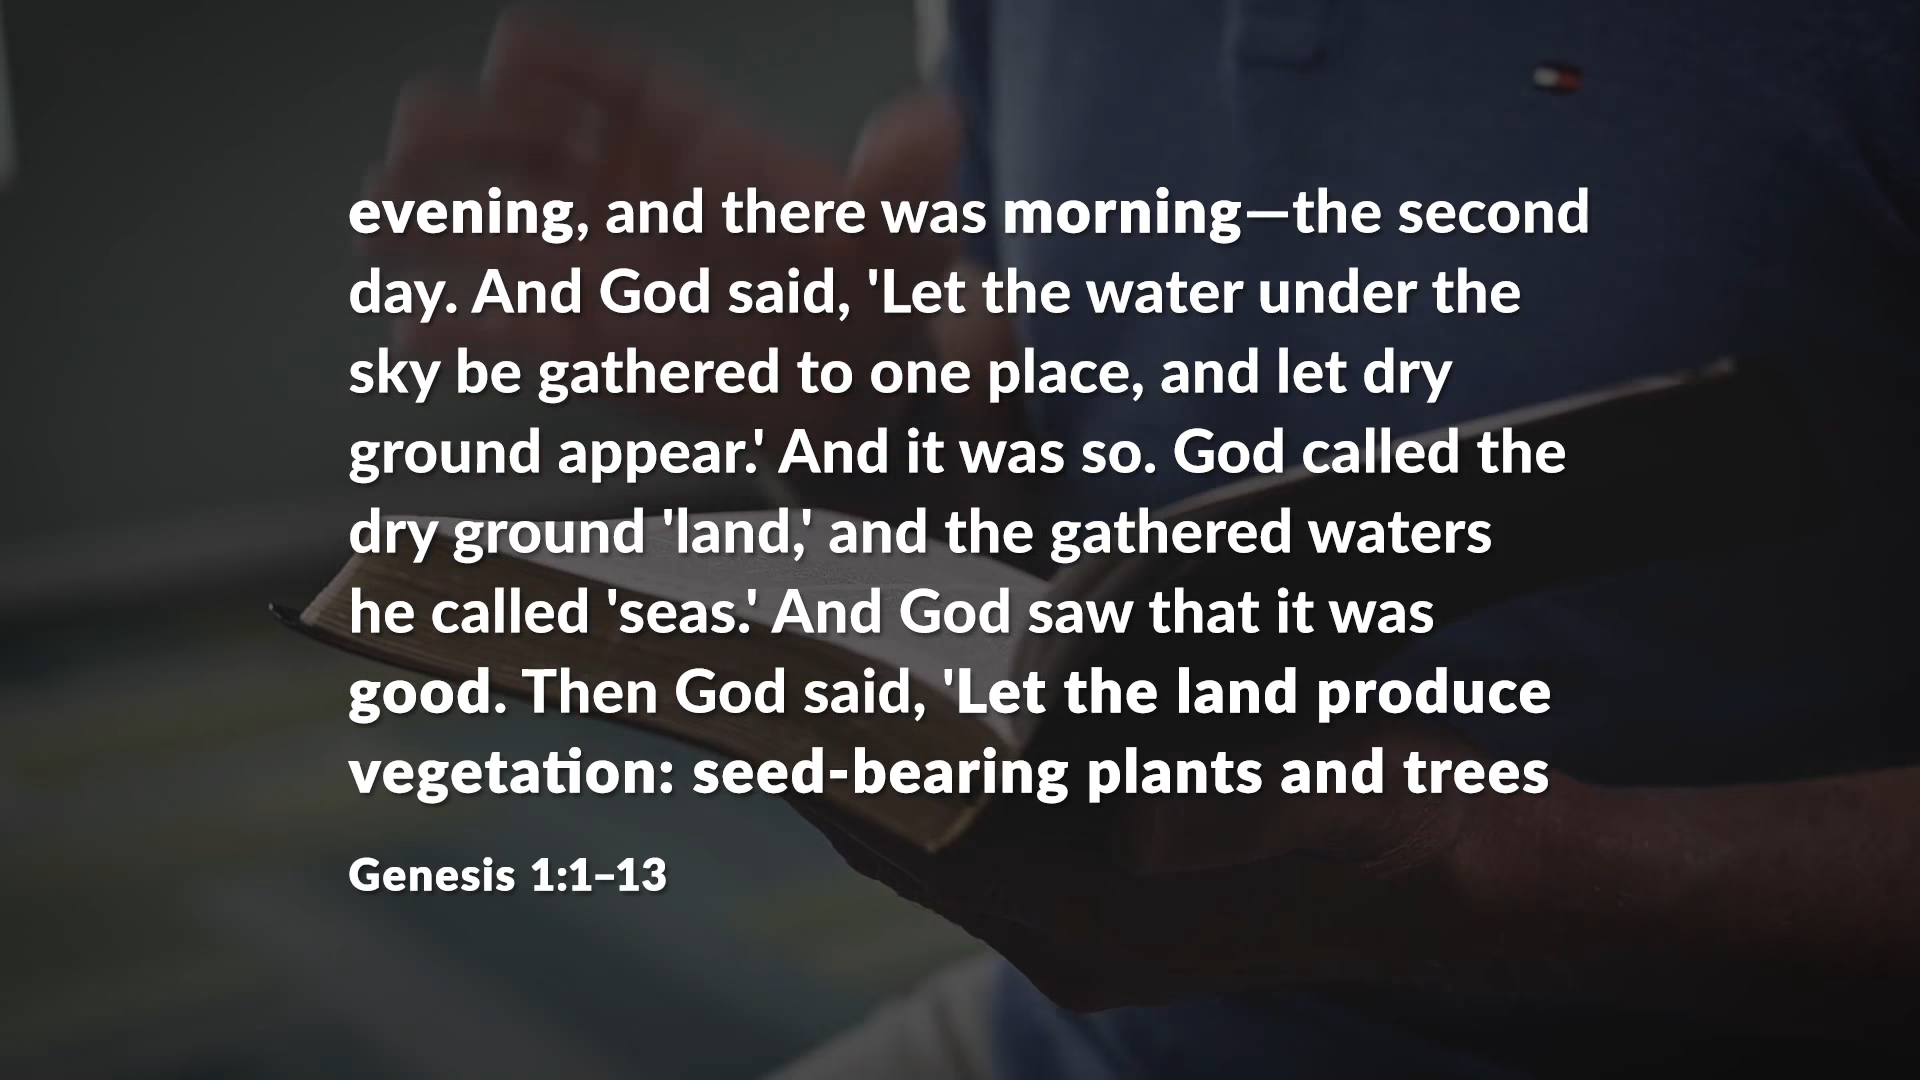 evening, and there was morning—the second
day. And God said, 'Let the water under the
sky be gathered to one place, and let dry
ground appear.' And it was so. God called the
dry ground 'land,' and the gathered waters
he called 'seas.' And God saw that it was
good. Then God said, 'Let the land produce
vegetation: seed-bearing plants and trees
Genesis 1:1–13